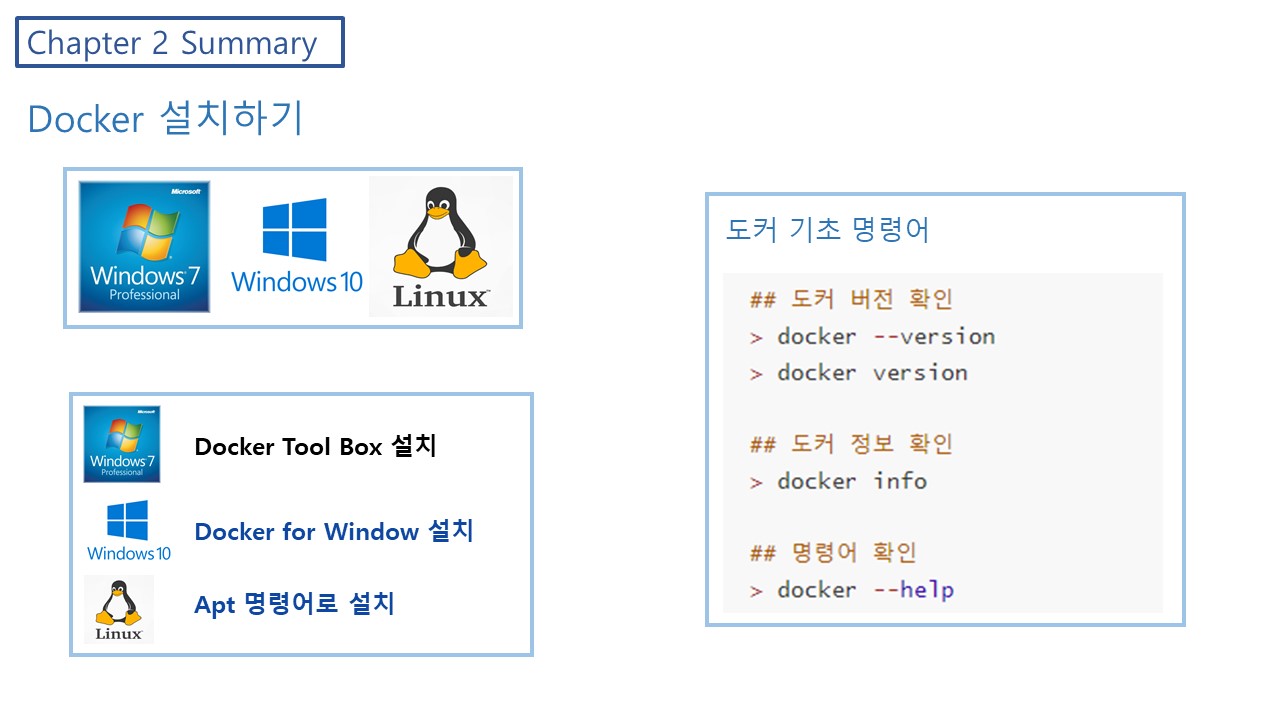 Chapter 2 Summary
Docker 설치하기
Microsoft
Windows 7
Professional
Windows 10
Linux™
Microsoft
Windows 7
Professional
Docker Tool Box 설치
Windows 10
Docker for Window 설치
Linux
Apt 명령어로 설치
도커 기초 명령어
## 도커 버전 확인
> docker --version
> docker version
## 도커 정보 확인
> docker info
## 명령어 확인
> docker --help